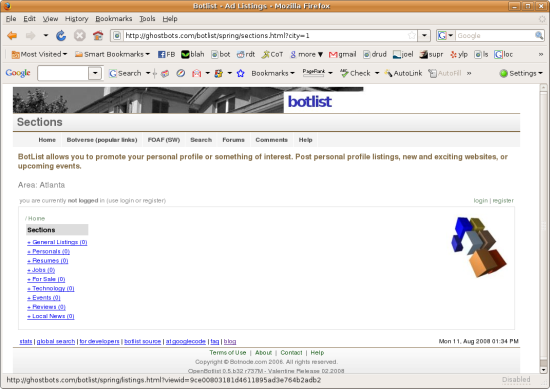 Botlist - Ad Listings - Mozilla Firefox
File Edit View History Bookmarks Tools Help
http://ghostbots.com/botlist/spring/sections.html?city=1 Google
Most Visited Smart Bookmarks FB blah bot rdt CoT more gmail drud joel supr ylp ls loc »
Google Search Bookmarks PageRank Check AutoLink AutoFill » Settings
botlist
Sections
Home Botverse (popular links) FOAF (SW) Search Forums Comments Help
BotList allows you to promote your personal profile or something of interest. Post personal profile listings, new and exciting websites, or
upcoming events.
Area: Atlanta
you are currently not logged in (use login or register) login | register
/ Home
Sections
+ General Listings (0)
+ Personals (0)
+ Resumes (0)
+ Jobs (0)
+ For Sale (0)
+ Technology (0)
+ Events (0)
+ Reviews (0)
+ Local News (0)
stats | global search | for developers | botlist source | at googlecode | faq | blog Mon 11, Aug 2008 01:34 PM
Terms of Use | About | Contact | Help
Copyright © Botnode.com 2006. All rights reserved.
OpenBotlist 0.5.b32 r737M - Valentine Release 02.2008
http://ghostbots.com/botlist/spring/listings.html?viewid=9ce00803181d4611895ad3e764b2adb2 Disabled